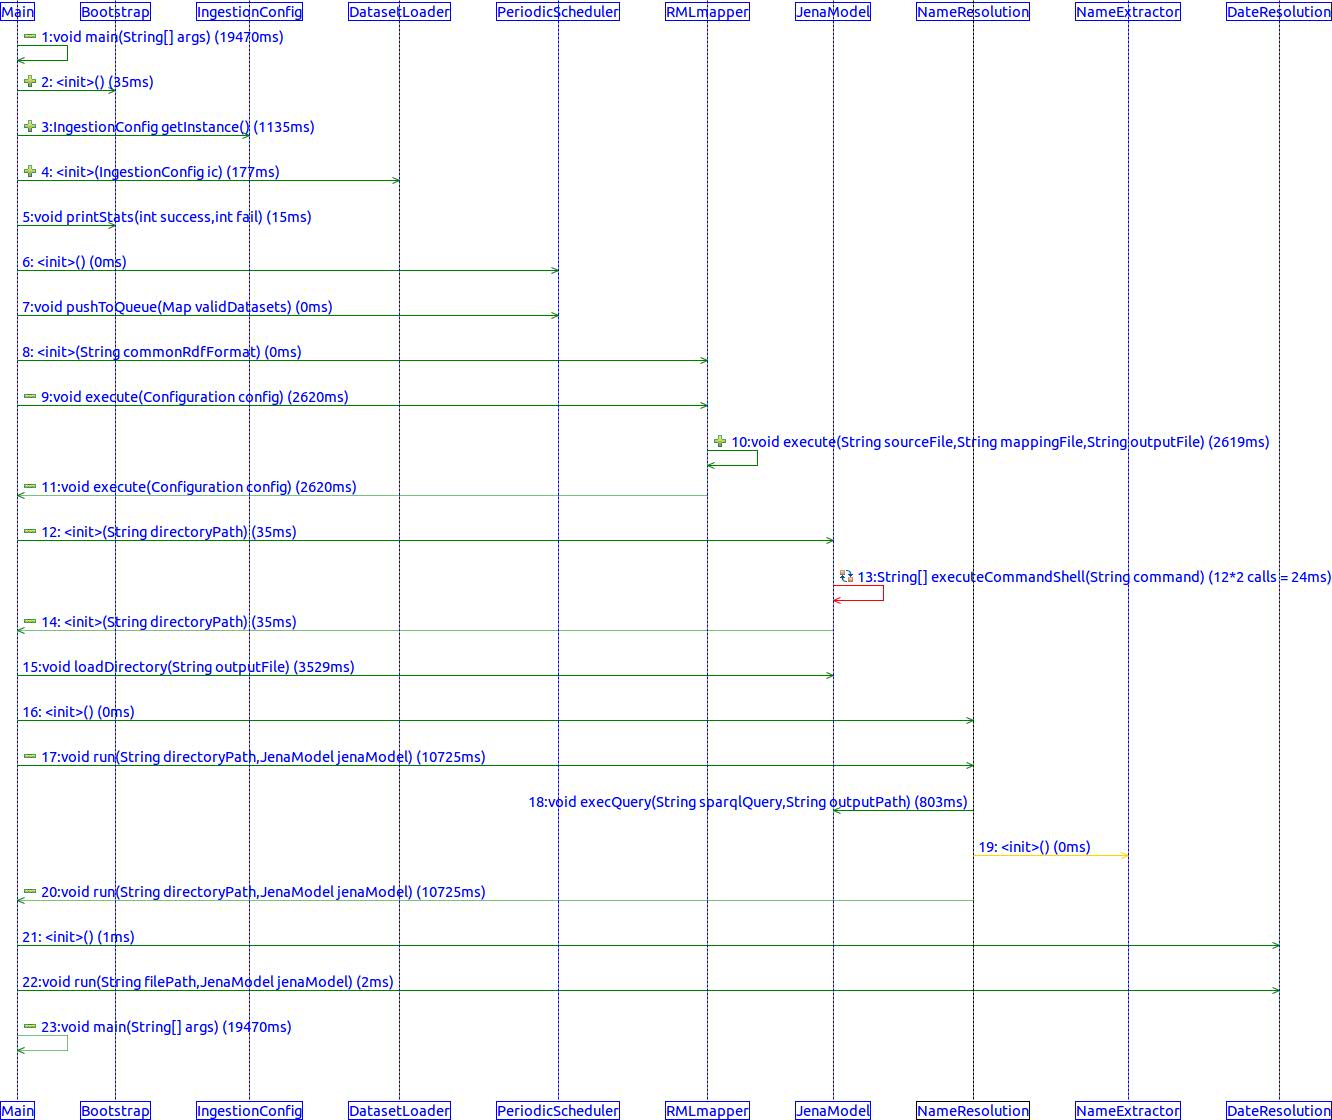 Main Bootstrap IngestionConfig DatasetLoader PeriodicScheduler RMLmapper JenaModel NameResolution NameExtractor DateResolution
1:void main(String[] args) (19470ms)
2: <init>() (35ms)
3:IngestionConfig getInstance() (1135ms)
4: <init>(IngestionConfig ic) (177ms)
5:void printStats(int success,int fail) (15ms)
6: <init>() (0ms)
7:void pushToQueue(Map validDatasets) (0ms)
8: <init>(String commonRdfFormat) (0ms)
9:void execute(Configuration config) (2620ms)
10:void execute(String sourceFile,String mappingFile,String outputFile) (2619ms)
11:void execute(Configuration config) (2620ms)
12: <init>(String directoryPath) (35ms)
13:String[] executeCommandShell(String command) (12*2 calls = 24ms)
14: <init>(String directoryPath) (35ms)
15:void loadDirectory(String outputFile) (3529ms)
16: <init>() (0ms)
17:void run(String directoryPath,JenaModel jenaModel) (10725ms)
18:void execQuery(String sparqlQuery,String outputPath) (803ms)
19: <init>() (0ms)
20:void run(String directoryPath,JenaModel jenaModel) (10725ms)
21: <init>() (1ms)
22:void run(String filePath,JenaModel jenaModel) (2ms)
23:void main(String[] args) (19470ms)
Main Bootstrap IngestionConfig DatasetLoader PeriodicScheduler RMLmapper JenaModel NameResolution NameExtractor DateResolution